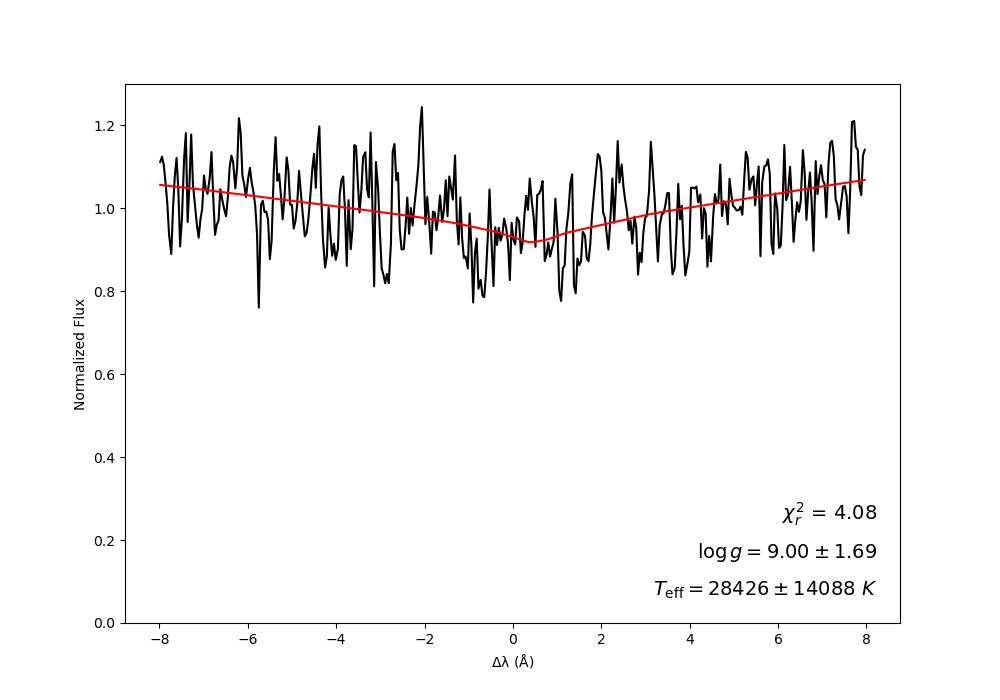 1.2
1.0
0.8
0.6
0.4
0.2
0.0
Normalized Flux
χ²ᵣ = 4.08
log g = 9.00 ± 1.69
T_eff = 28426 ± 14088 K
−8 −6 −4 −2 0 2 4 6 8
Δλ (Å)